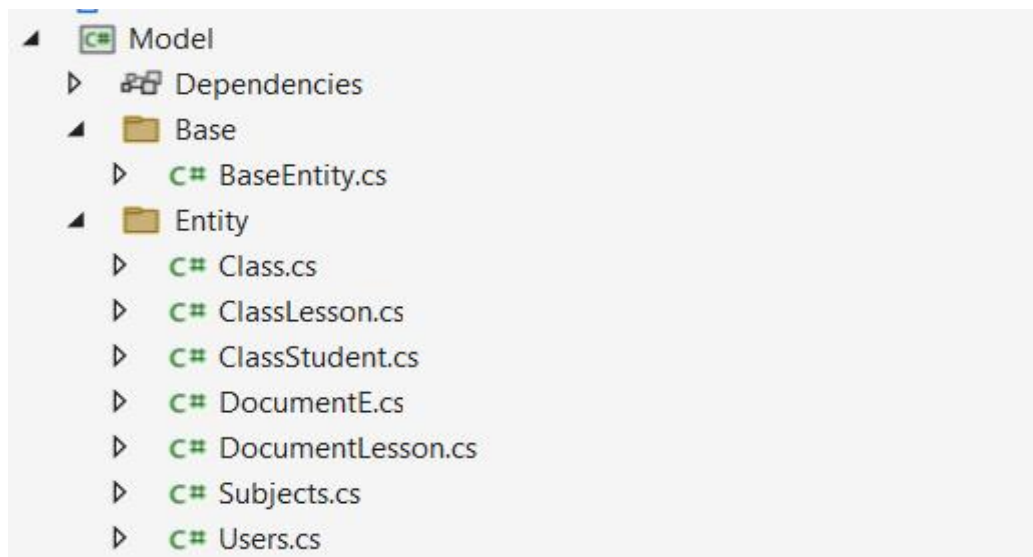 C# Model
Dependencies
Base
C# BaseEntity.cs
Entity
C# Class.cs
C# ClassLesson.cs
C# ClassStudent.cs
C# DocumentE.cs
C# DocumentLesson.cs
C# Subjects.cs
C# Users.cs